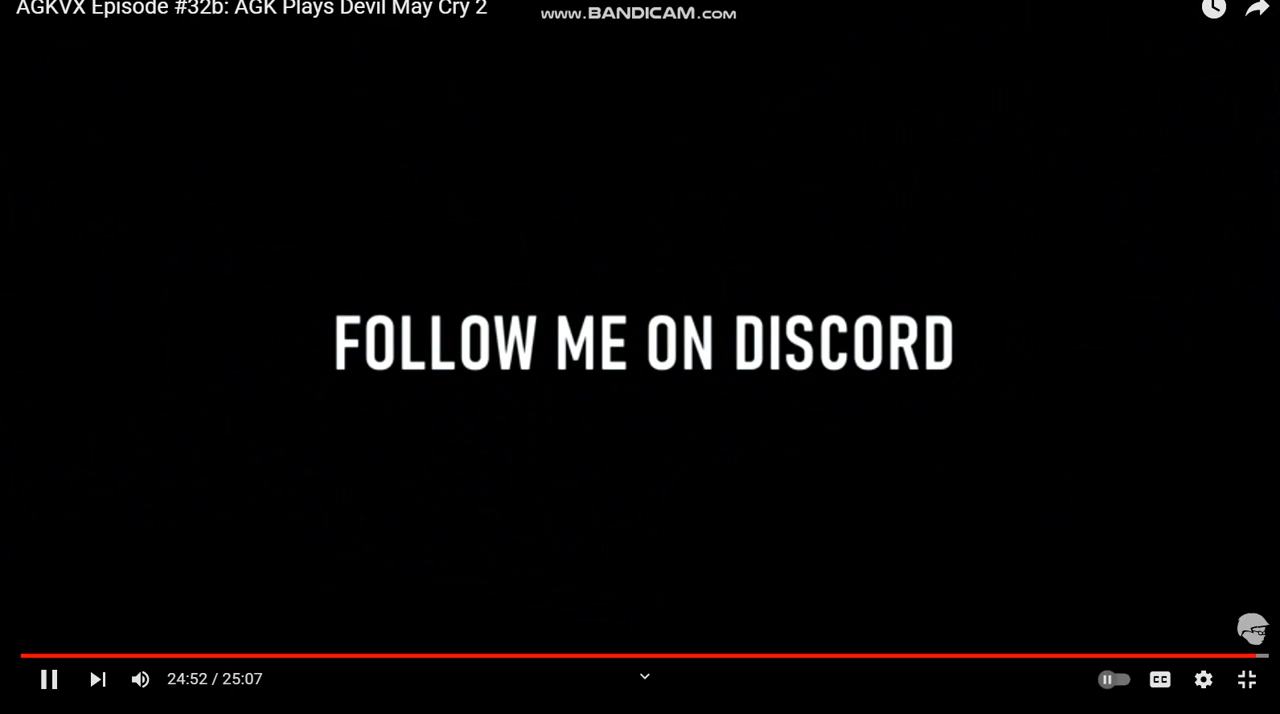 AGKVX Episode #32b: AGK Plays Devil May Cry 2
www.BANDICAM.com
FOLLOW ME ON DISCORD
24:52 / 25:07
CC